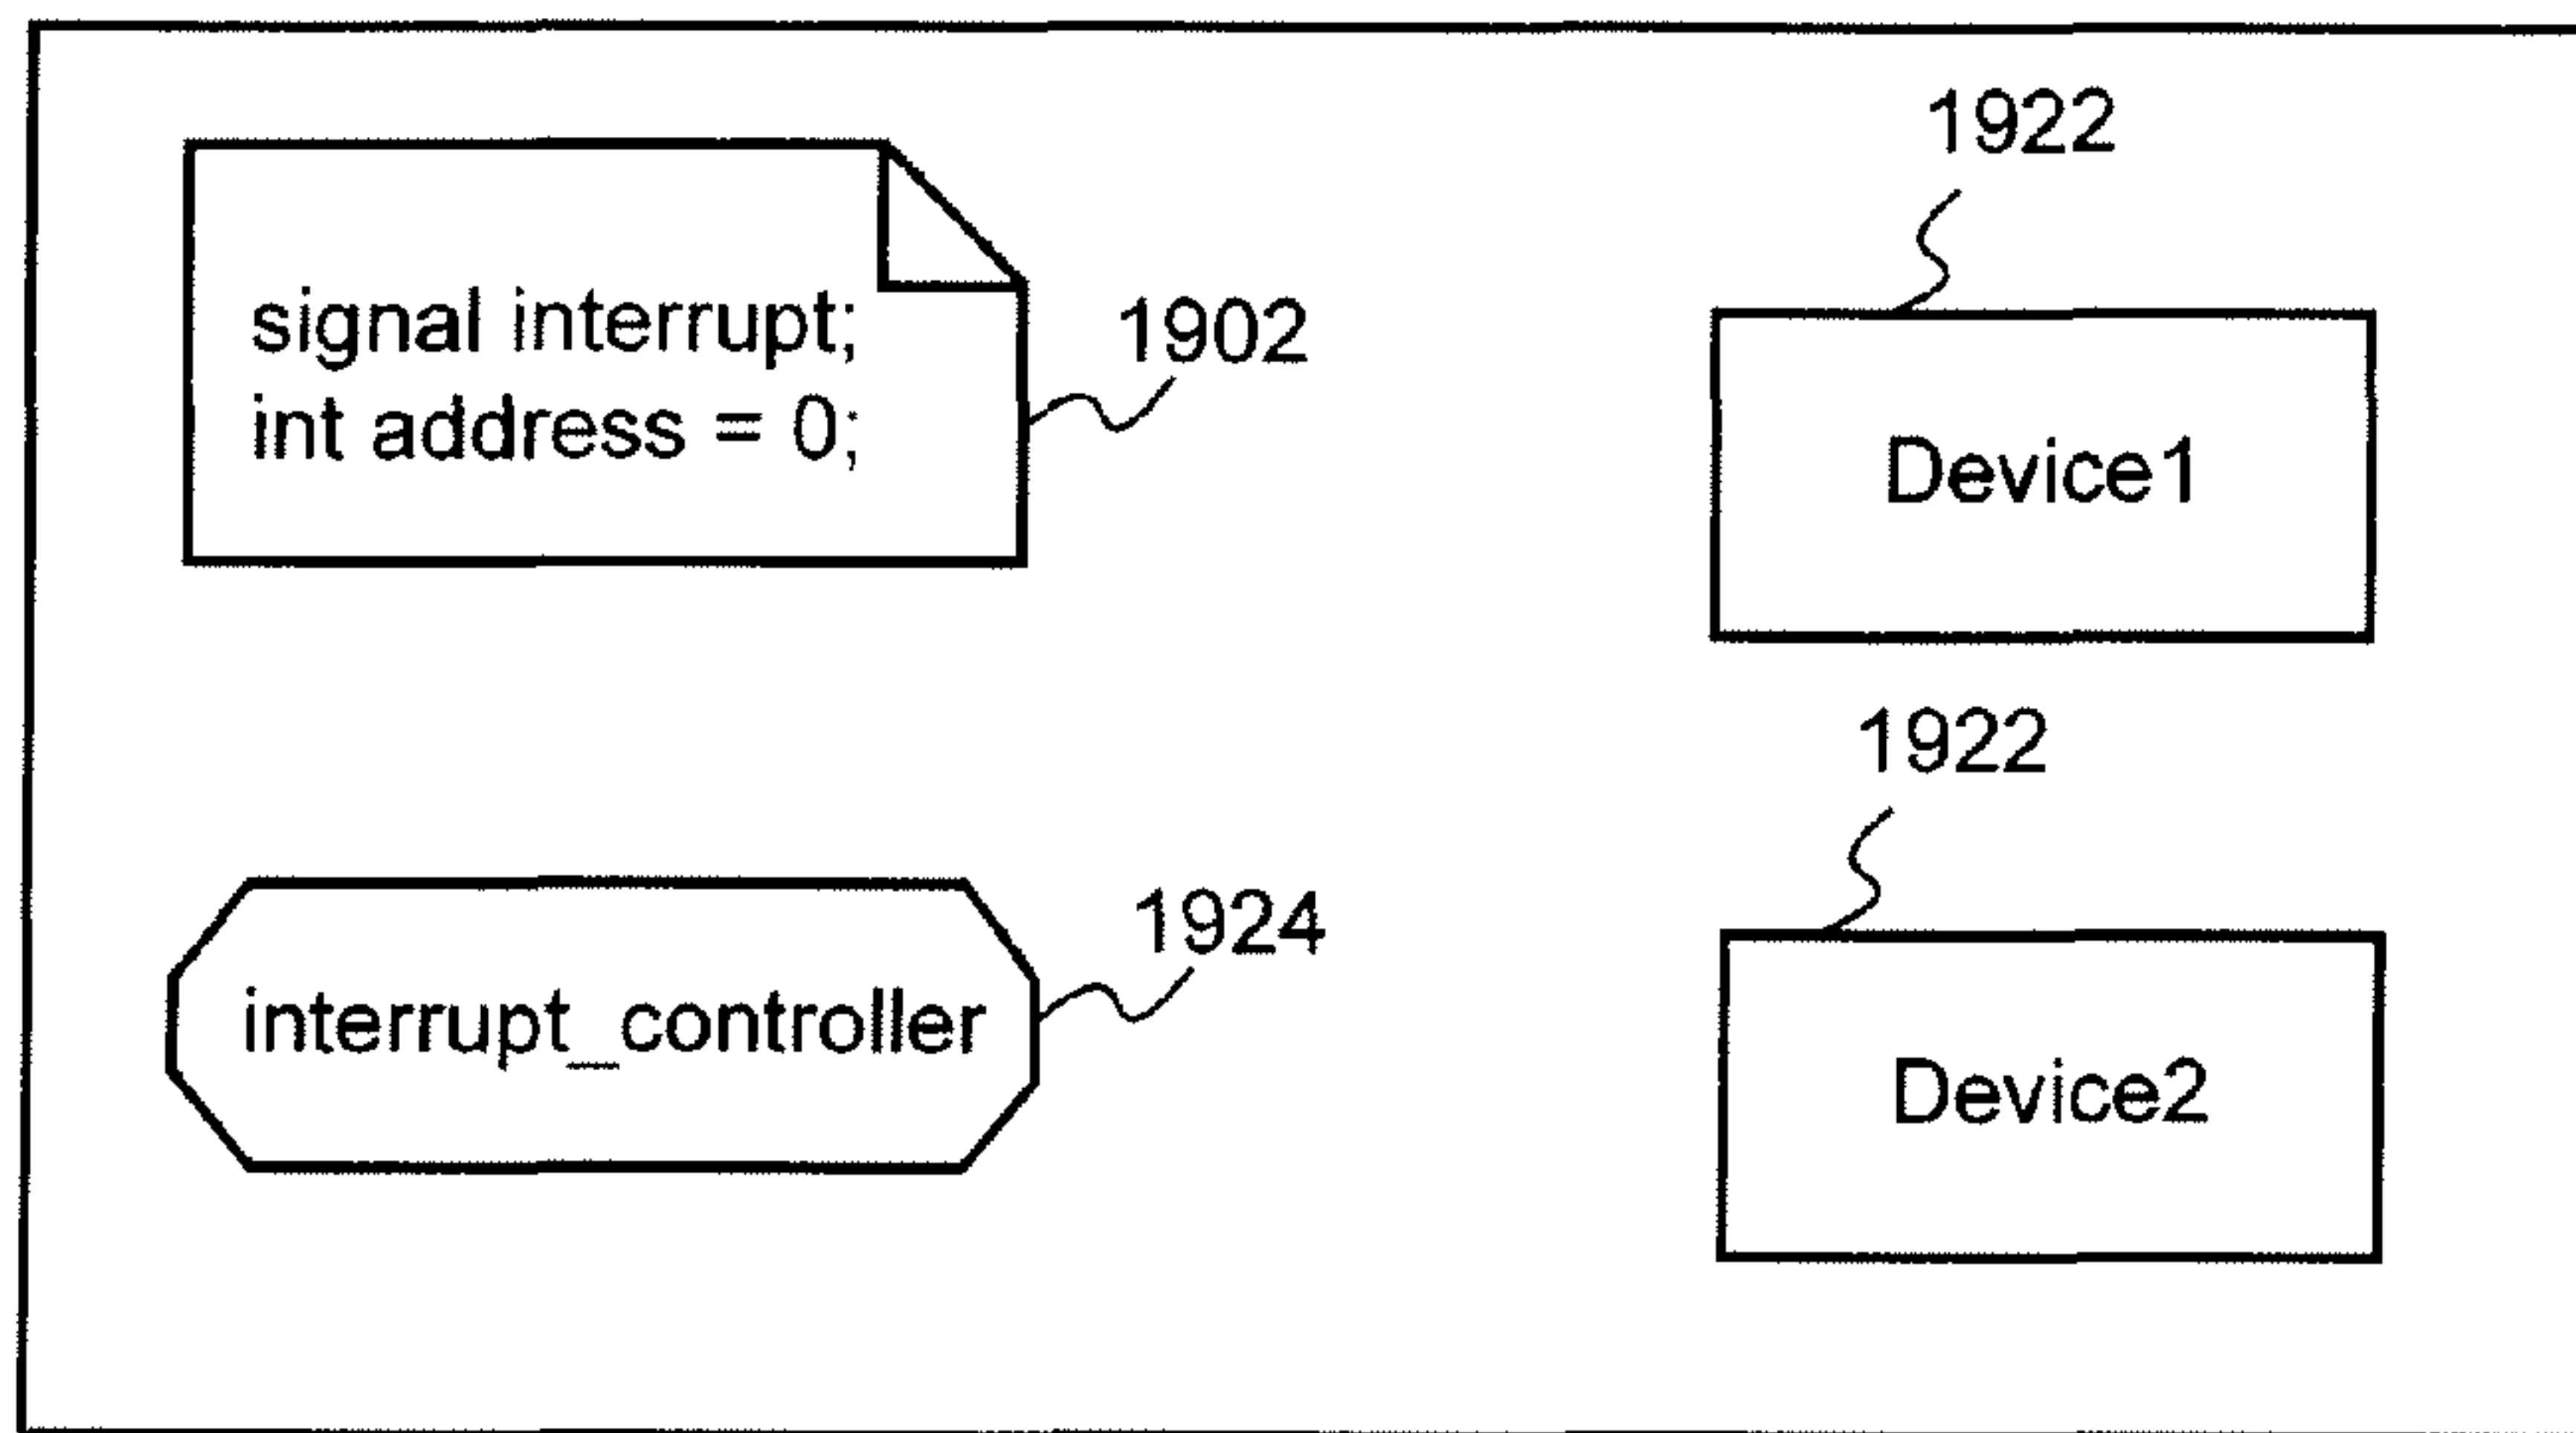 1922
signal interrupt;
int address = 0;
1902
Device1
1922
1924
interrupt_controller
Device2